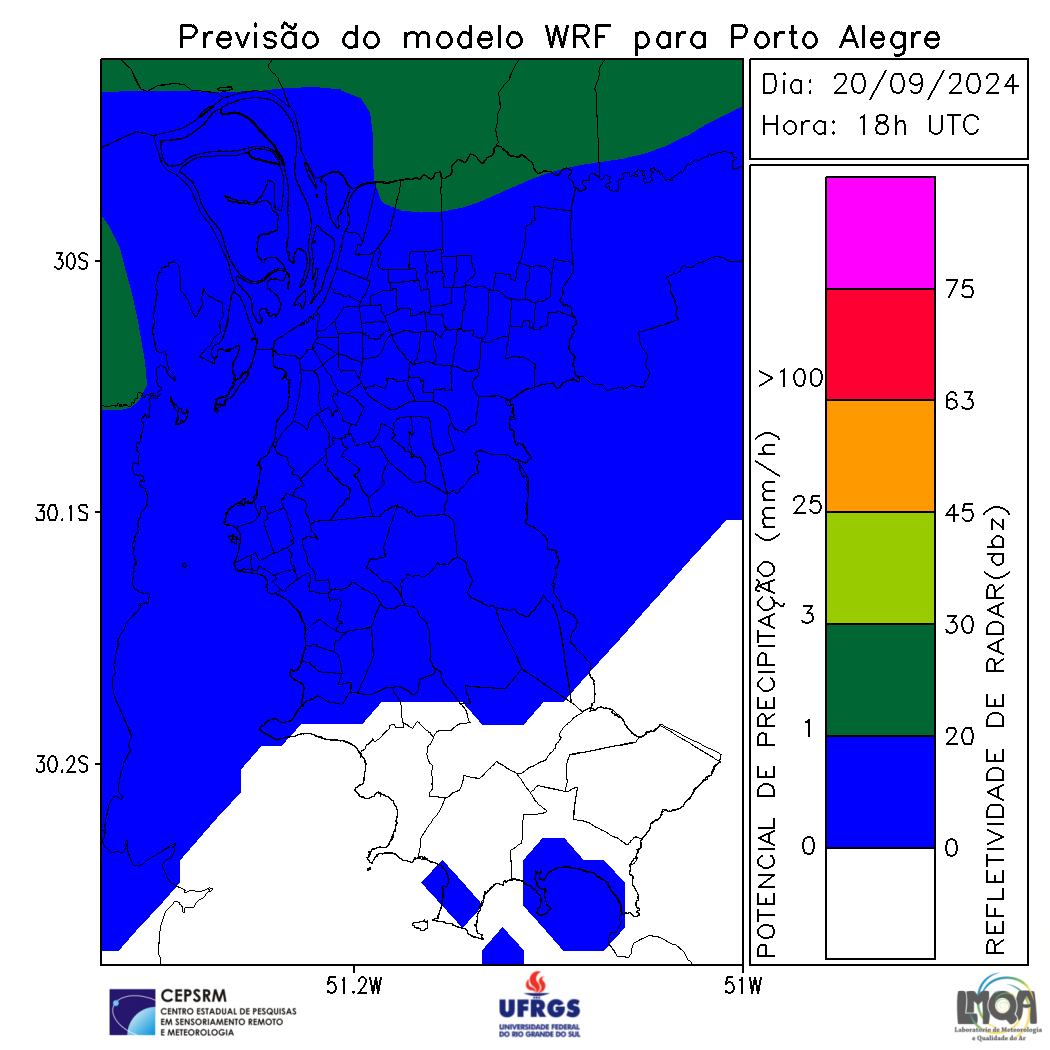 Previsão do modelo WRF para Porto Alegre
Dia: 20/09/2024
Hora: 18h UTC
30S
30.1S
30.2S
51.2W
51W
POTENCIAL DE PRECIPITAÇÃO (mm/h)
>100
25
3
1
0
75
63
45
30
20
0
REFLETIVIDADE DE RADAR(dbz)
CEPSRM
CENTRO ESTADUAL DE PESQUISAS
EM SENSORIAMENTO REMOTO
E METEOROLOGIA
UFRGS
UNIVERSIDADE FEDERAL
DO RIO GRANDE DO SUL
LMQA
Laboratório de Meteorologia
e Qualidade do Ar